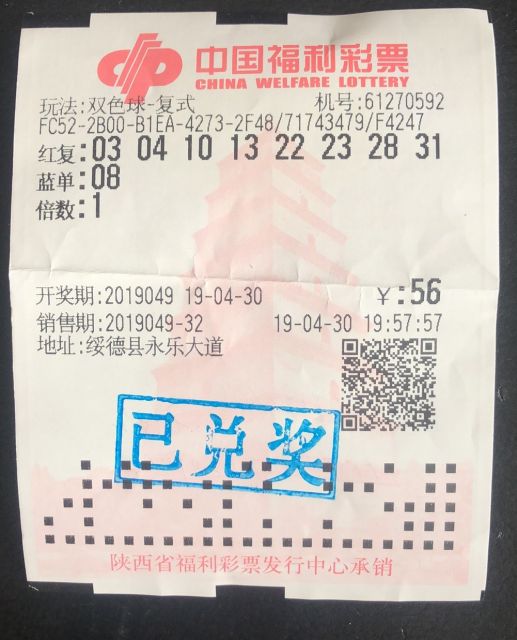 中国福利彩票
CHINA WELFARE LOTTERY
玩法:双色球-复式 机号:61270592
FC52-2B00-B1EA-4273-2F48/71743479/F4247
红复:03 04 10 13 22 23 28 31
蓝单:08
倍数:1
开奖期:2019049 19-04-30 ¥:56
销售期:2019049-32 19-04-30 19:57:57
地址:绥德县永乐大道
已兑奖
陕西省福利彩票发行中心承销